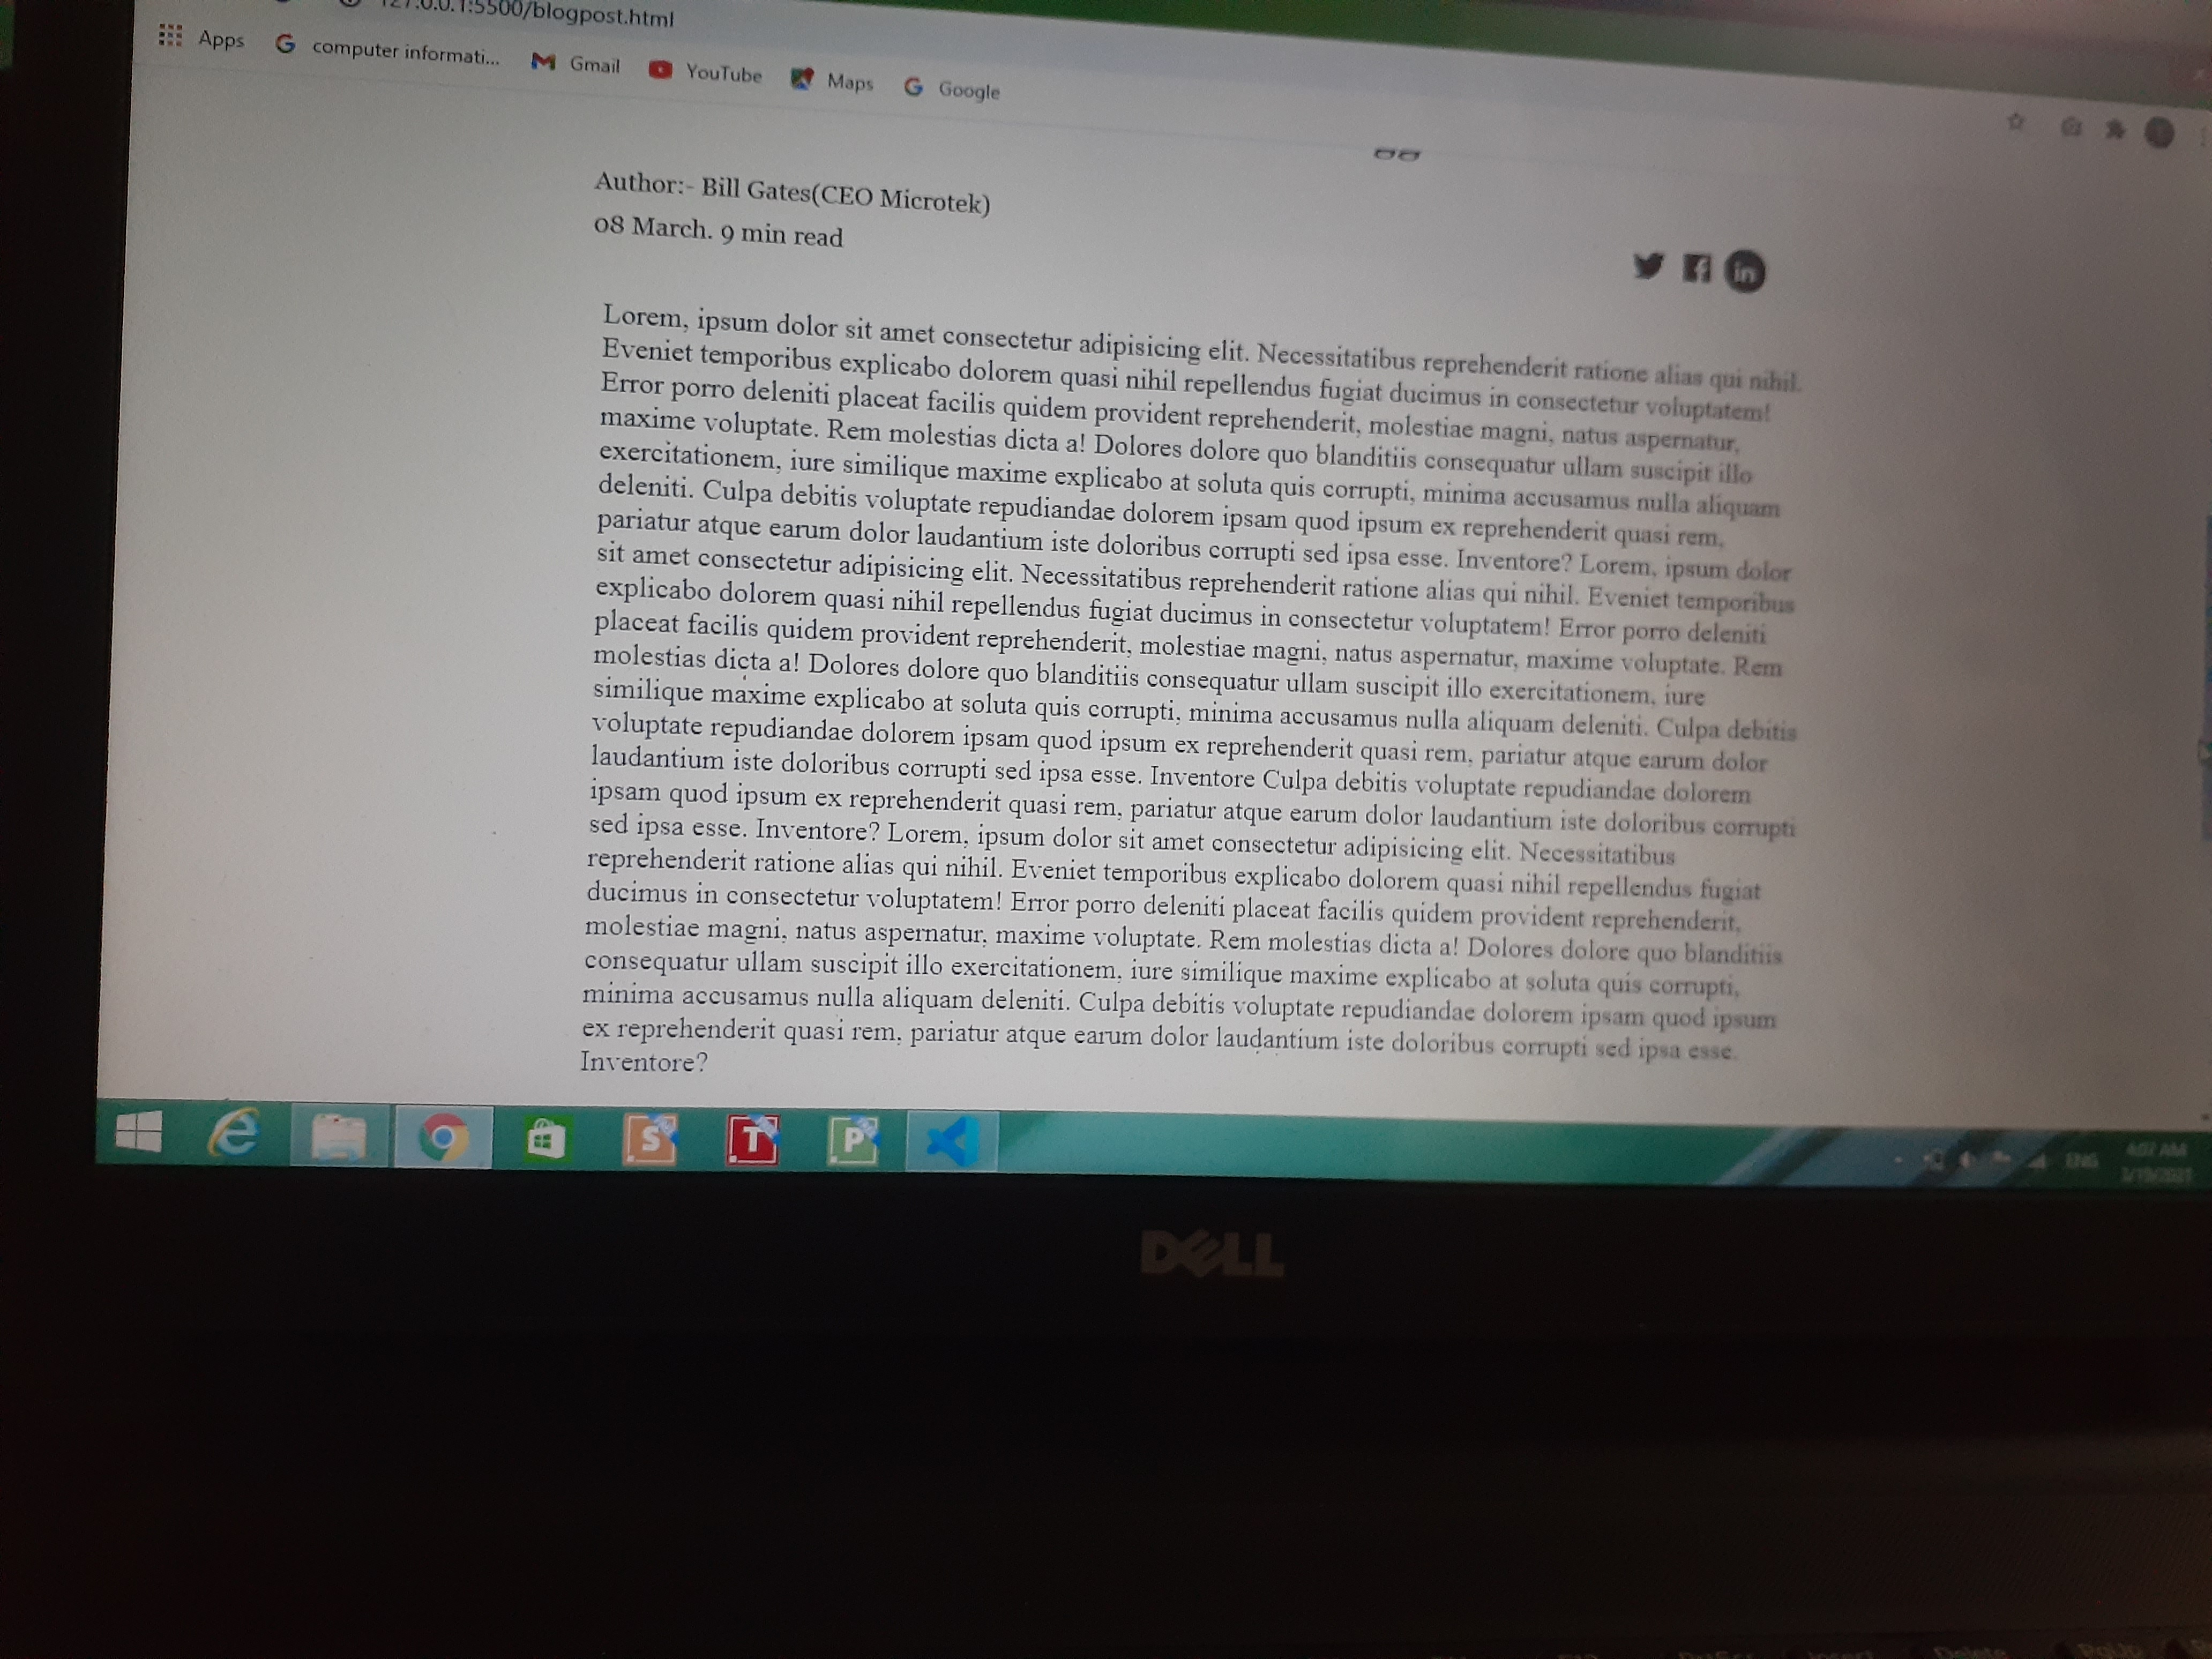 127.0.0.1:5500/blogpost.html
Apps computer informati... Gmail YouTube Maps Google
Author:- Bill Gates(CEO Microtek)
08 March. 9 min read
in
Lorem, ipsum dolor sit amet consectetur adipisicing elit. Necessitatibus reprehenderit ratione alias qui nihil.
Eveniet temporibus explicabo dolorem quasi nihil repellendus fugiat ducimus in consectetur voluptatem!
Error porro deleniti placeat facilis quidem provident reprehenderit, molestiae magni, natus aspernatur,
maxime voluptate. Rem molestias dicta a! Dolores dolore quo blanditiis consequatur ullam suscipit illo
exercitationem, iure similique maxime explicabo at soluta quis corrupti, minima accusamus nulla aliquam
deleniti. Culpa debitis voluptate repudiandae dolorem ipsam quod ipsum ex reprehenderit quasi rem,
pariatur atque earum dolor laudantium iste doloribus corrupti sed ipsa esse. Inventore? Lorem, ipsum dolor
sit amet consectetur adipisicing elit. Necessitatibus reprehenderit ratione alias qui nihil. Eveniet temporibus
explicabo dolorem quasi nihil repellendus fugiat ducimus in consectetur voluptatem! Error porro deleniti
placeat facilis quidem provident reprehenderit, molestiae magni, natus aspernatur, maxime voluptate. Rem
molestias dicta a! Dolores dolore quo blanditiis consequatur ullam suscipit illo exercitationem, iure
similique maxime explicabo at soluta quis corrupti, minima accusamus nulla aliquam deleniti. Culpa debitis
voluptate repudiandae dolorem ipsam quod ipsum ex reprehenderit quasi rem, pariatur atque earum dolor
laudantium iste doloribus corrupti sed ipsa esse. Inventore Culpa debitis voluptate repudiandae dolorem
ipsam quod ipsum ex reprehenderit quasi rem, pariatur atque earum dolor laudantium iste doloribus corrupti
sed ipsa esse. Inventore? Lorem, ipsum dolor sit amet consectetur adipisicing elit. Necessitatibus
reprehenderit ratione alias qui nihil. Eveniet temporibus explicabo dolorem quasi nihil repellendus fugiat
ducimus in consectetur voluptatem! Error porro deleniti placeat facilis quidem provident reprehenderit,
molestiae magni, natus aspernatur, maxime voluptate. Rem molestias dicta a! Dolores dolore quo blanditiis
consequatur ullam suscipit illo exercitationem, iure similique maxime explicabo at soluta quis corrupti,
minima accusamus nulla aliquam deleniti. Culpa debitis voluptate repudiandae dolorem ipsam quod ipsum
ex reprehenderit quasi rem, pariatur atque earum dolor laudantium iste doloribus corrupti sed ipsa esse.
Inventore?
S T P ENG
DELL
Insert Delete PgUp